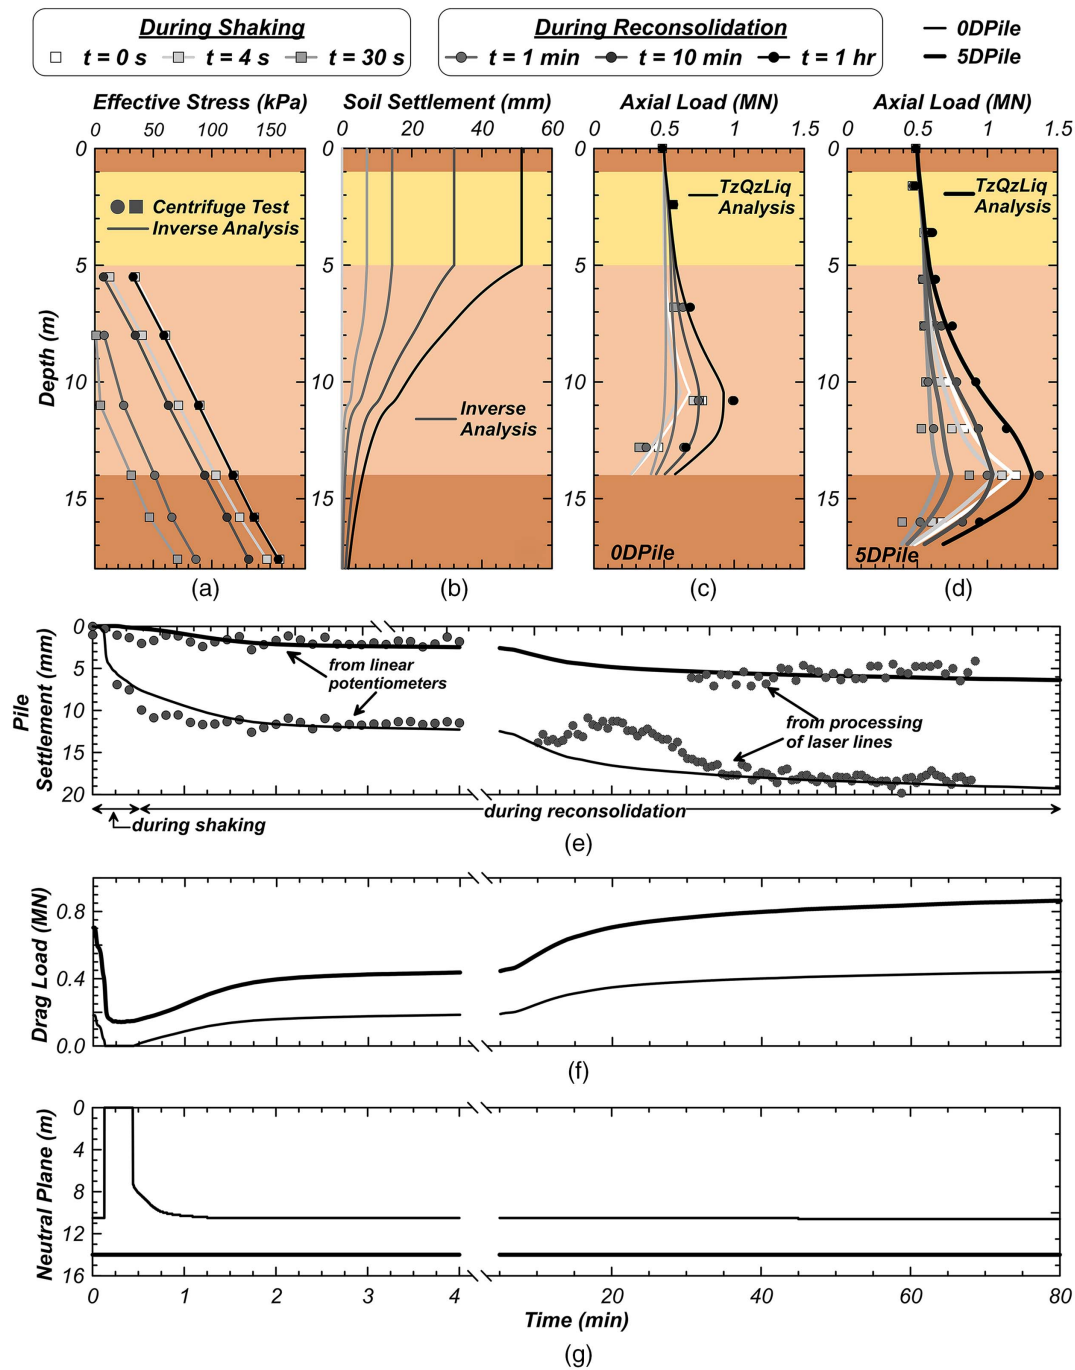 During Shaking
t = 0 s t = 4 s t = 30 s
During Reconsolidation
t = 1 min t = 10 min t = 1 hr
0DPile
5DPile
Effective Stress (kPa)
0 50 100 150
Soil Settlement (mm)
0 20 40 60
Axial Load (MN)
0 0.5 1 1.5
Axial Load (MN)
0 0.5 1 1.5
Depth (m)
0
5
10
15
Centrifuge Test
Inverse Analysis
(a)
0
5
10
15
Inverse
Analysis
(b)
0
5
10
15
TzQzLiq
Analysis
0DPile
(c)
0
5
10
15
TzQzLiq
Analysis
5DPile
(d)
Pile
Settlement (mm)
0
5
10
15
20
from linear
potentiometers
from processing
of laser lines
during shaking
during reconsolidation
(e)
Drag Load (MN)
0.8
0.4
0.0
(f)
Neutral Plane (m)
0
4
8
12
16
0 1 2 3 4 20 40 60 80
Time (min)
(g)